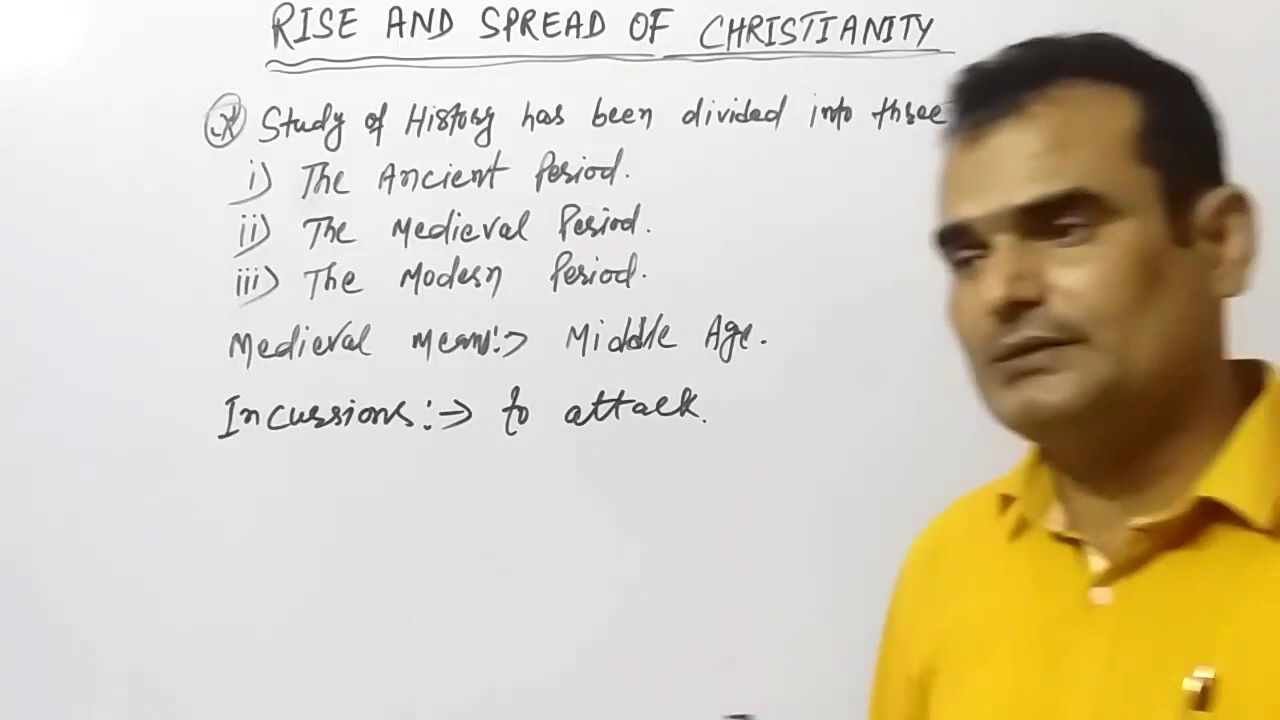 RISE AND SPREAD OF CHRISTIANITY
Study of History has been divided into three
i) The Ancient Period.
ii) The Medieval Period.
iii) The Modern Period.
Medieval means:-> Middle Age.
Incussions:-> to attack.